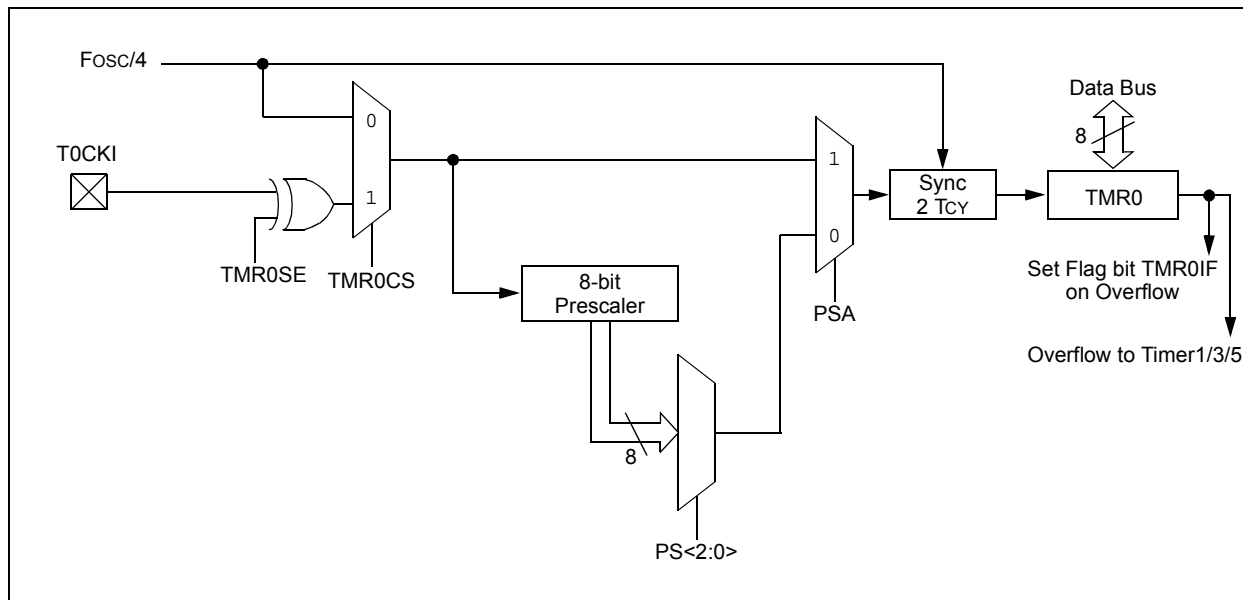 FOSC/4
Data Bus
8
T0CKI
0
1
1
0
Sync
2 TCY
TMR0
TMR0SE
TMR0CS
8-bit
Prescaler
PSA
Set Flag bit TMR0IF
on Overflow
Overflow to Timer1/3/5
8
PS<2:0>